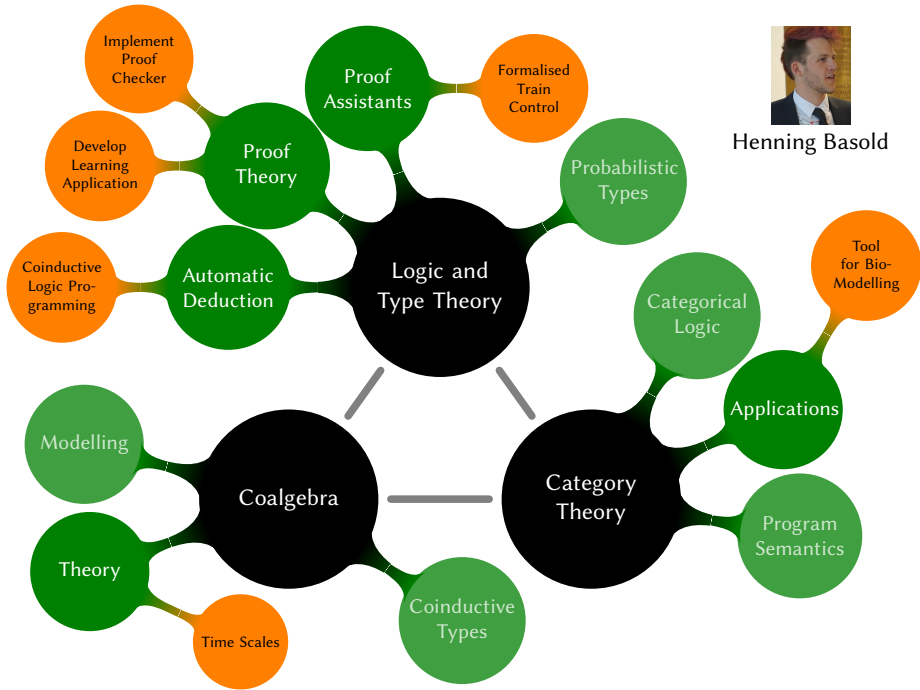 Implement
Proof
Checker
Proof
Assistants
Formalised
Train
Control
Henning Basold
Develop
Learning
Application
Proof
Theory
Probabilistic
Types
Coinductive
Logic Pro-
gramming
Automatic
Deduction
Logic and
Type Theory
Tool
for Bio-
Modelling
Categorical
Logic
Applications
Modelling
Coalgebra
Category
Theory
Program
Semantics
Theory
Coinductive
Types
Time Scales